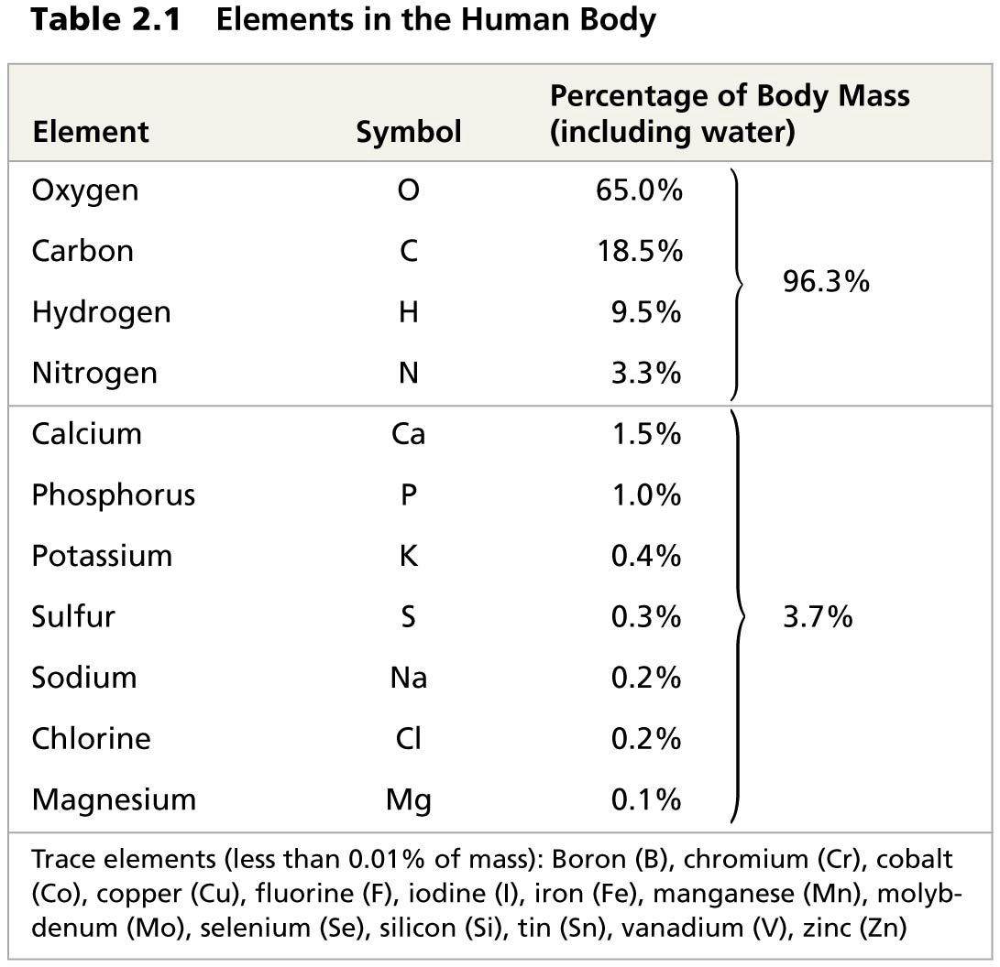 Table 2.1 Elements in the Human Body
Element Symbol Percentage of Body Mass
(including water)
Oxygen O 65.0%
Carbon C 18.5%
96.3%
Hydrogen H 9.5%
Nitrogen N 3.3%
Calcium Ca 1.5%
Phosphorus P 1.0%
Potassium K 0.4%
Sulfur S 0.3% 3.7%
Sodium Na 0.2%
Chlorine Cl 0.2%
Magnesium Mg 0.1%
Trace elements (less than 0.01% of mass): Boron (B), chromium (Cr), cobalt
(Co), copper (Cu), fluorine (F), iodine (I), iron (Fe), manganese (Mn), molyb-
denum (Mo), selenium (Se), silicon (Si), tin (Sn), vanadium (V), zinc (Zn)